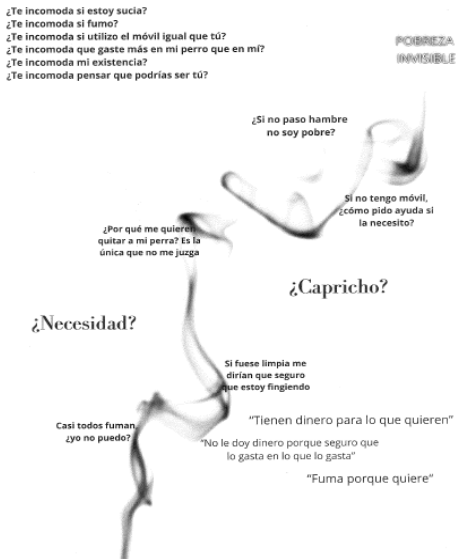 ¿Te incomoda si estoy sucia?
¿Te incomoda si fumo?
¿Te incomoda si utilizo el móvil igual que tú?
¿Te incomoda que gaste más en mi perro que en mí?
¿Te incomoda mi existencia?
¿Te incomoda pensar que podrías ser tú?
POBREZA
INVISIBLE
¿Si no paso hambre
no soy pobre?
Si no tengo móvil,
¿cómo pido ayuda si
la necesito?
¿Por qué me quieren
quitar a mi perra? Es la
única que no me juzga
¿Capricho?
¿Necesidad?
Si fuese limpia me
dirían que seguro
que estoy fingiendo
Casi todos fuman,
¿yo no puedo?
“Tienen dinero para lo que quieren”
“No le doy dinero porque seguro que
lo gasta en lo que lo gasta”
“Fuma porque quiere”